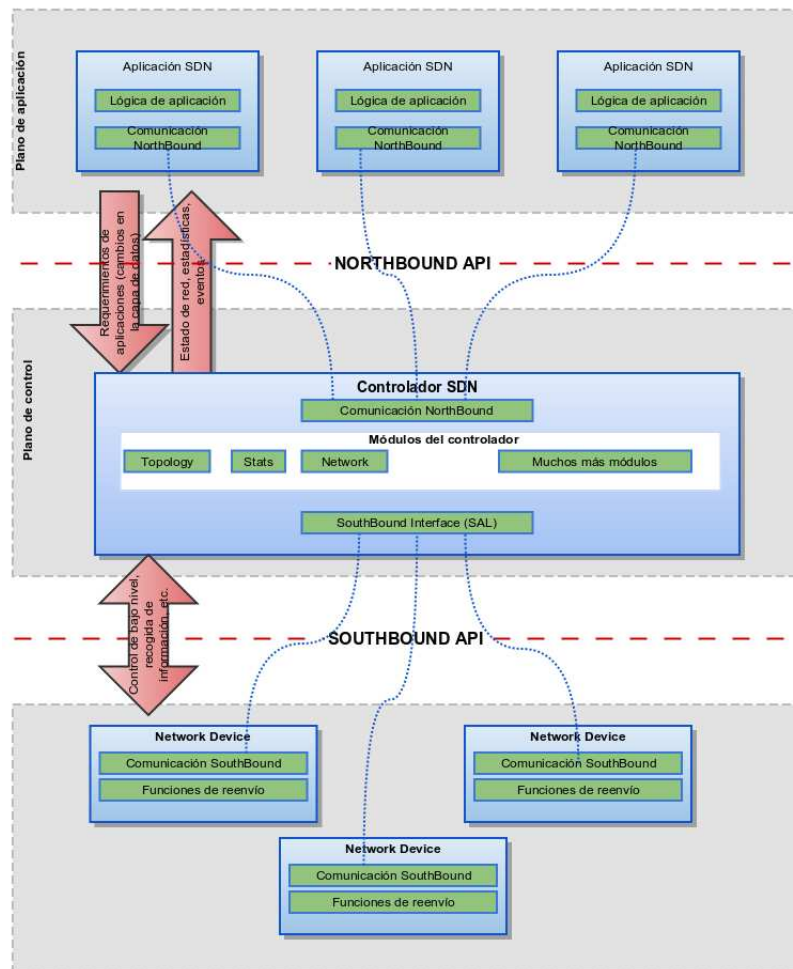 Plano de aplicación
Aplicación SDN
Lógica de aplicación
Comunicación
NorthBound
Aplicación SDN
Lógica de aplicación
Comunicación
NorthBound
Aplicación SDN
Lógica de aplicación
Comunicación
NorthBound
Requerimientos de
aplicaciones (cambios en
la capa de datos)
Estado de red, estadísticas,
eventos
NORTHBOUND API
Plano de control
Controlador SDN
Comunicación NorthBound
Módulos del controlador
Topology
Stats
Network
Muchos más módulos
SouthBound Interface (SAL)
Control de bajo nivel,
recogida de
información, etc.
SOUTHBOUND API
Network Device
Comunicación SouthBound
Funciones de reenvío
Network Device
Comunicación SouthBound
Funciones de reenvío
Network Device
Comunicación SouthBound
Funciones de reenvío